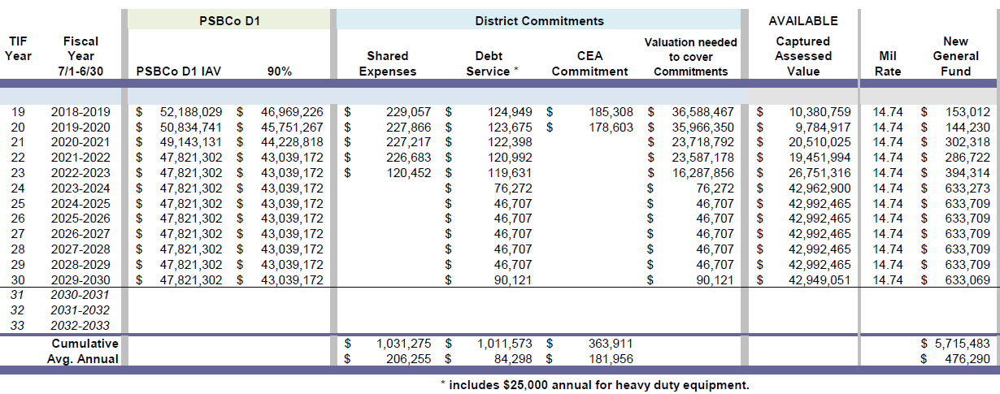 PSBCo D1 District Commitments AVAILABLE
TIF Year Fiscal Year 7/1-6/30 PSBCo D1 IAV 90% Shared Expenses Debt Service * CEA Commitment Valuation needed to cover Commitments Captured Assessed Value Mil Rate New General Fund
19 2018-2019 $ 52,188,029 $ 46,969,226 $ 229,057 $ 124,949 $ 185,308 $ 36,588,467 $ 10,380,759 14.74 $ 153,012
20 2019-2020 $ 50,834,741 $ 45,751,267 $ 227,866 $ 123,675 $ 178,603 $ 35,966,350 $ 9,784,917 14.74 $ 144,230
21 2020-2021 $ 49,143,131 $ 44,228,818 $ 227,217 $ 122,398 $ 23,718,792 $ 20,510,025 14.74 $ 302,318
22 2021-2022 $ 47,821,302 $ 43,039,172 $ 226,683 $ 120,992 $ 23,587,178 $ 19,451,994 14.74 $ 286,722
23 2022-2023 $ 47,821,302 $ 43,039,172 $ 120,452 $ 119,631 $ 16,287,856 $ 26,751,316 14.74 $ 394,314
24 2023-2024 $ 47,821,302 $ 43,039,172 $ 76,272 $ 76,272 $ 42,962,900 14.74 $ 633,273
25 2024-2025 $ 47,821,302 $ 43,039,172 $ 46,707 $ 46,707 $ 42,992,465 14.74 $ 633,709
26 2025-2026 $ 47,821,302 $ 43,039,172 $ 46,707 $ 46,707 $ 42,992,465 14.74 $ 633,709
27 2026-2027 $ 47,821,302 $ 43,039,172 $ 46,707 $ 46,707 $ 42,992,465 14.74 $ 633,709
28 2027-2028 $ 47,821,302 $ 43,039,172 $ 46,707 $ 46,707 $ 42,992,465 14.74 $ 633,709
29 2028-2029 $ 47,821,302 $ 43,039,172 $ 46,707 $ 46,707 $ 42,992,465 14.74 $ 633,709
30 2029-2030 $ 47,821,302 $ 43,039,172 $ 90,121 $ 90,121 $ 42,949,051 14.74 $ 633,069
31 2030-2031
32 2031-2032
33 2032-2033
Cumulative $ 1,031,275 $ 1,011,573 $ 363,911 $ 5,715,483
Avg. Annual $ 206,255 $ 84,298 $ 181,956 $ 476,290
* includes $25,000 annual for heavy duty equipment.